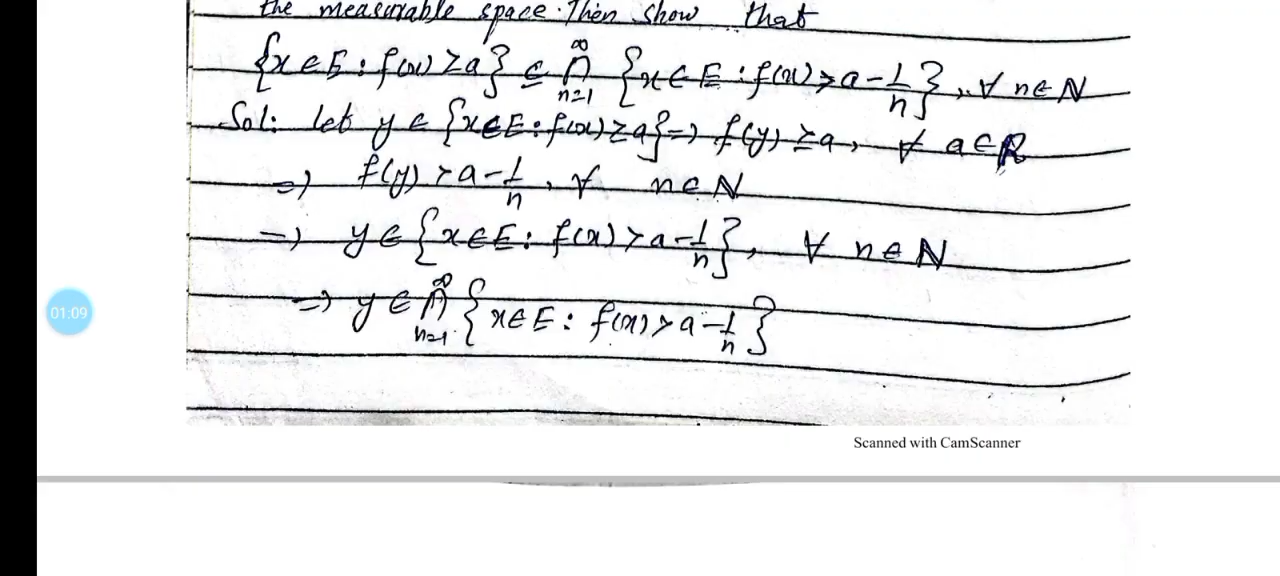 the measurable space. Then show that
{x∈E : f(x) ≥ a} ⊆ ∞⋂n=1 {x∈E : f(x) > a - 1/n}, ∀ n∈N
Sol: let y ∈ {x∈E : f(x) ≥ a} => f(y) ≥ a, ∀ a∈R
=> f(y) > a - 1/n, ∀ n∈N
=> y ∈ {x∈E : f(x) > a - 1/n}, ∀ n∈N
01:09
=> y ∈ ∞⋂n=1 {x∈E : f(x) > a - 1/n}
Scanned with CamScanner